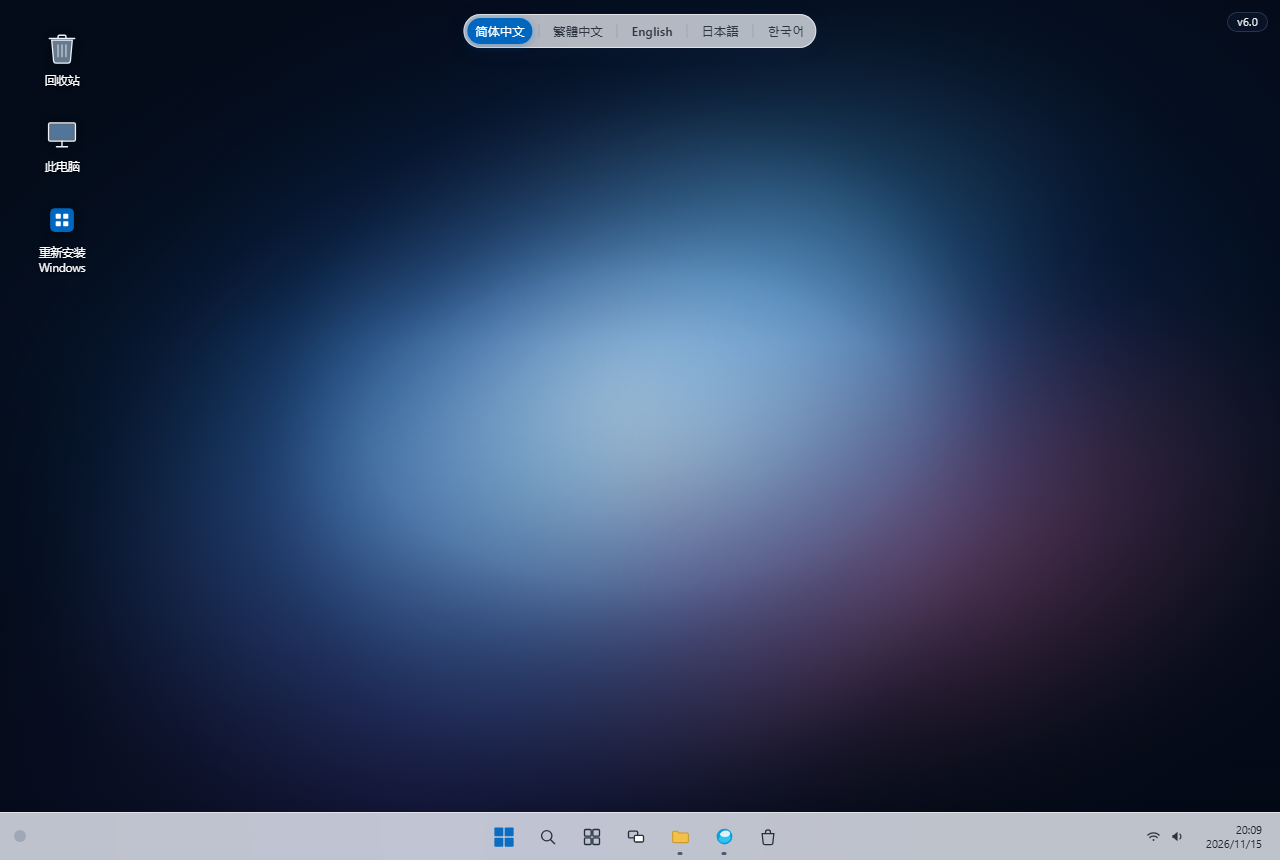 简体中文
繁體中文
English
日本語
한국어
v6.0
回收站
此电脑
重新安装
Windows
20:09
2026/11/15